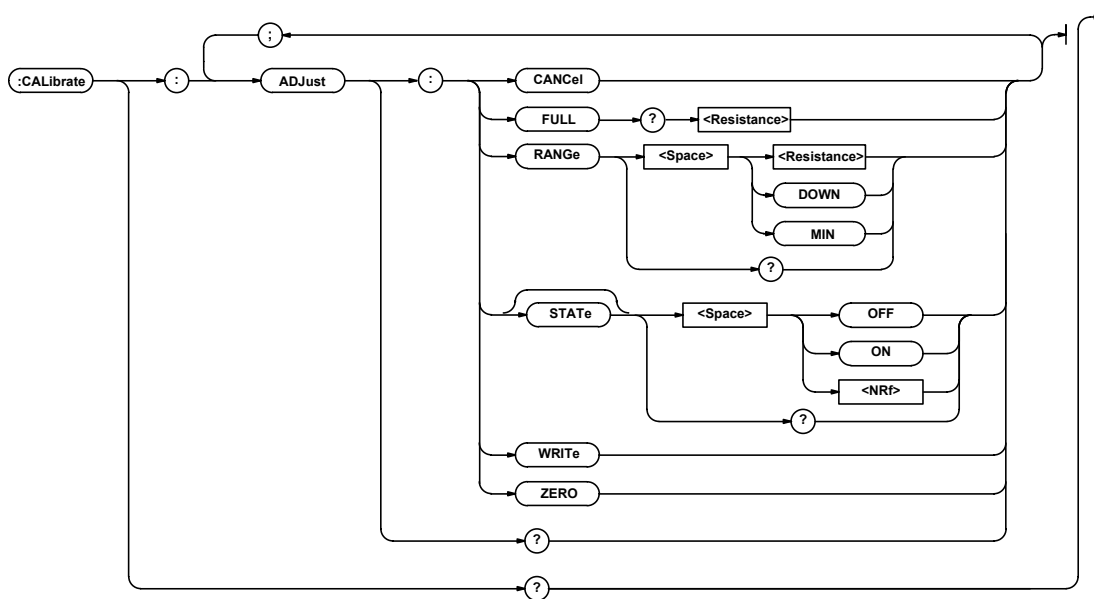 ;
:CALibrate : ADJust : CANCel
FULL ? <Resistance>
RANGe <Space> <Resistance>
DOWN
MIN
?
STATe <Space> OFF
ON
<NRf>
?
WRITe
ZERO
?
?